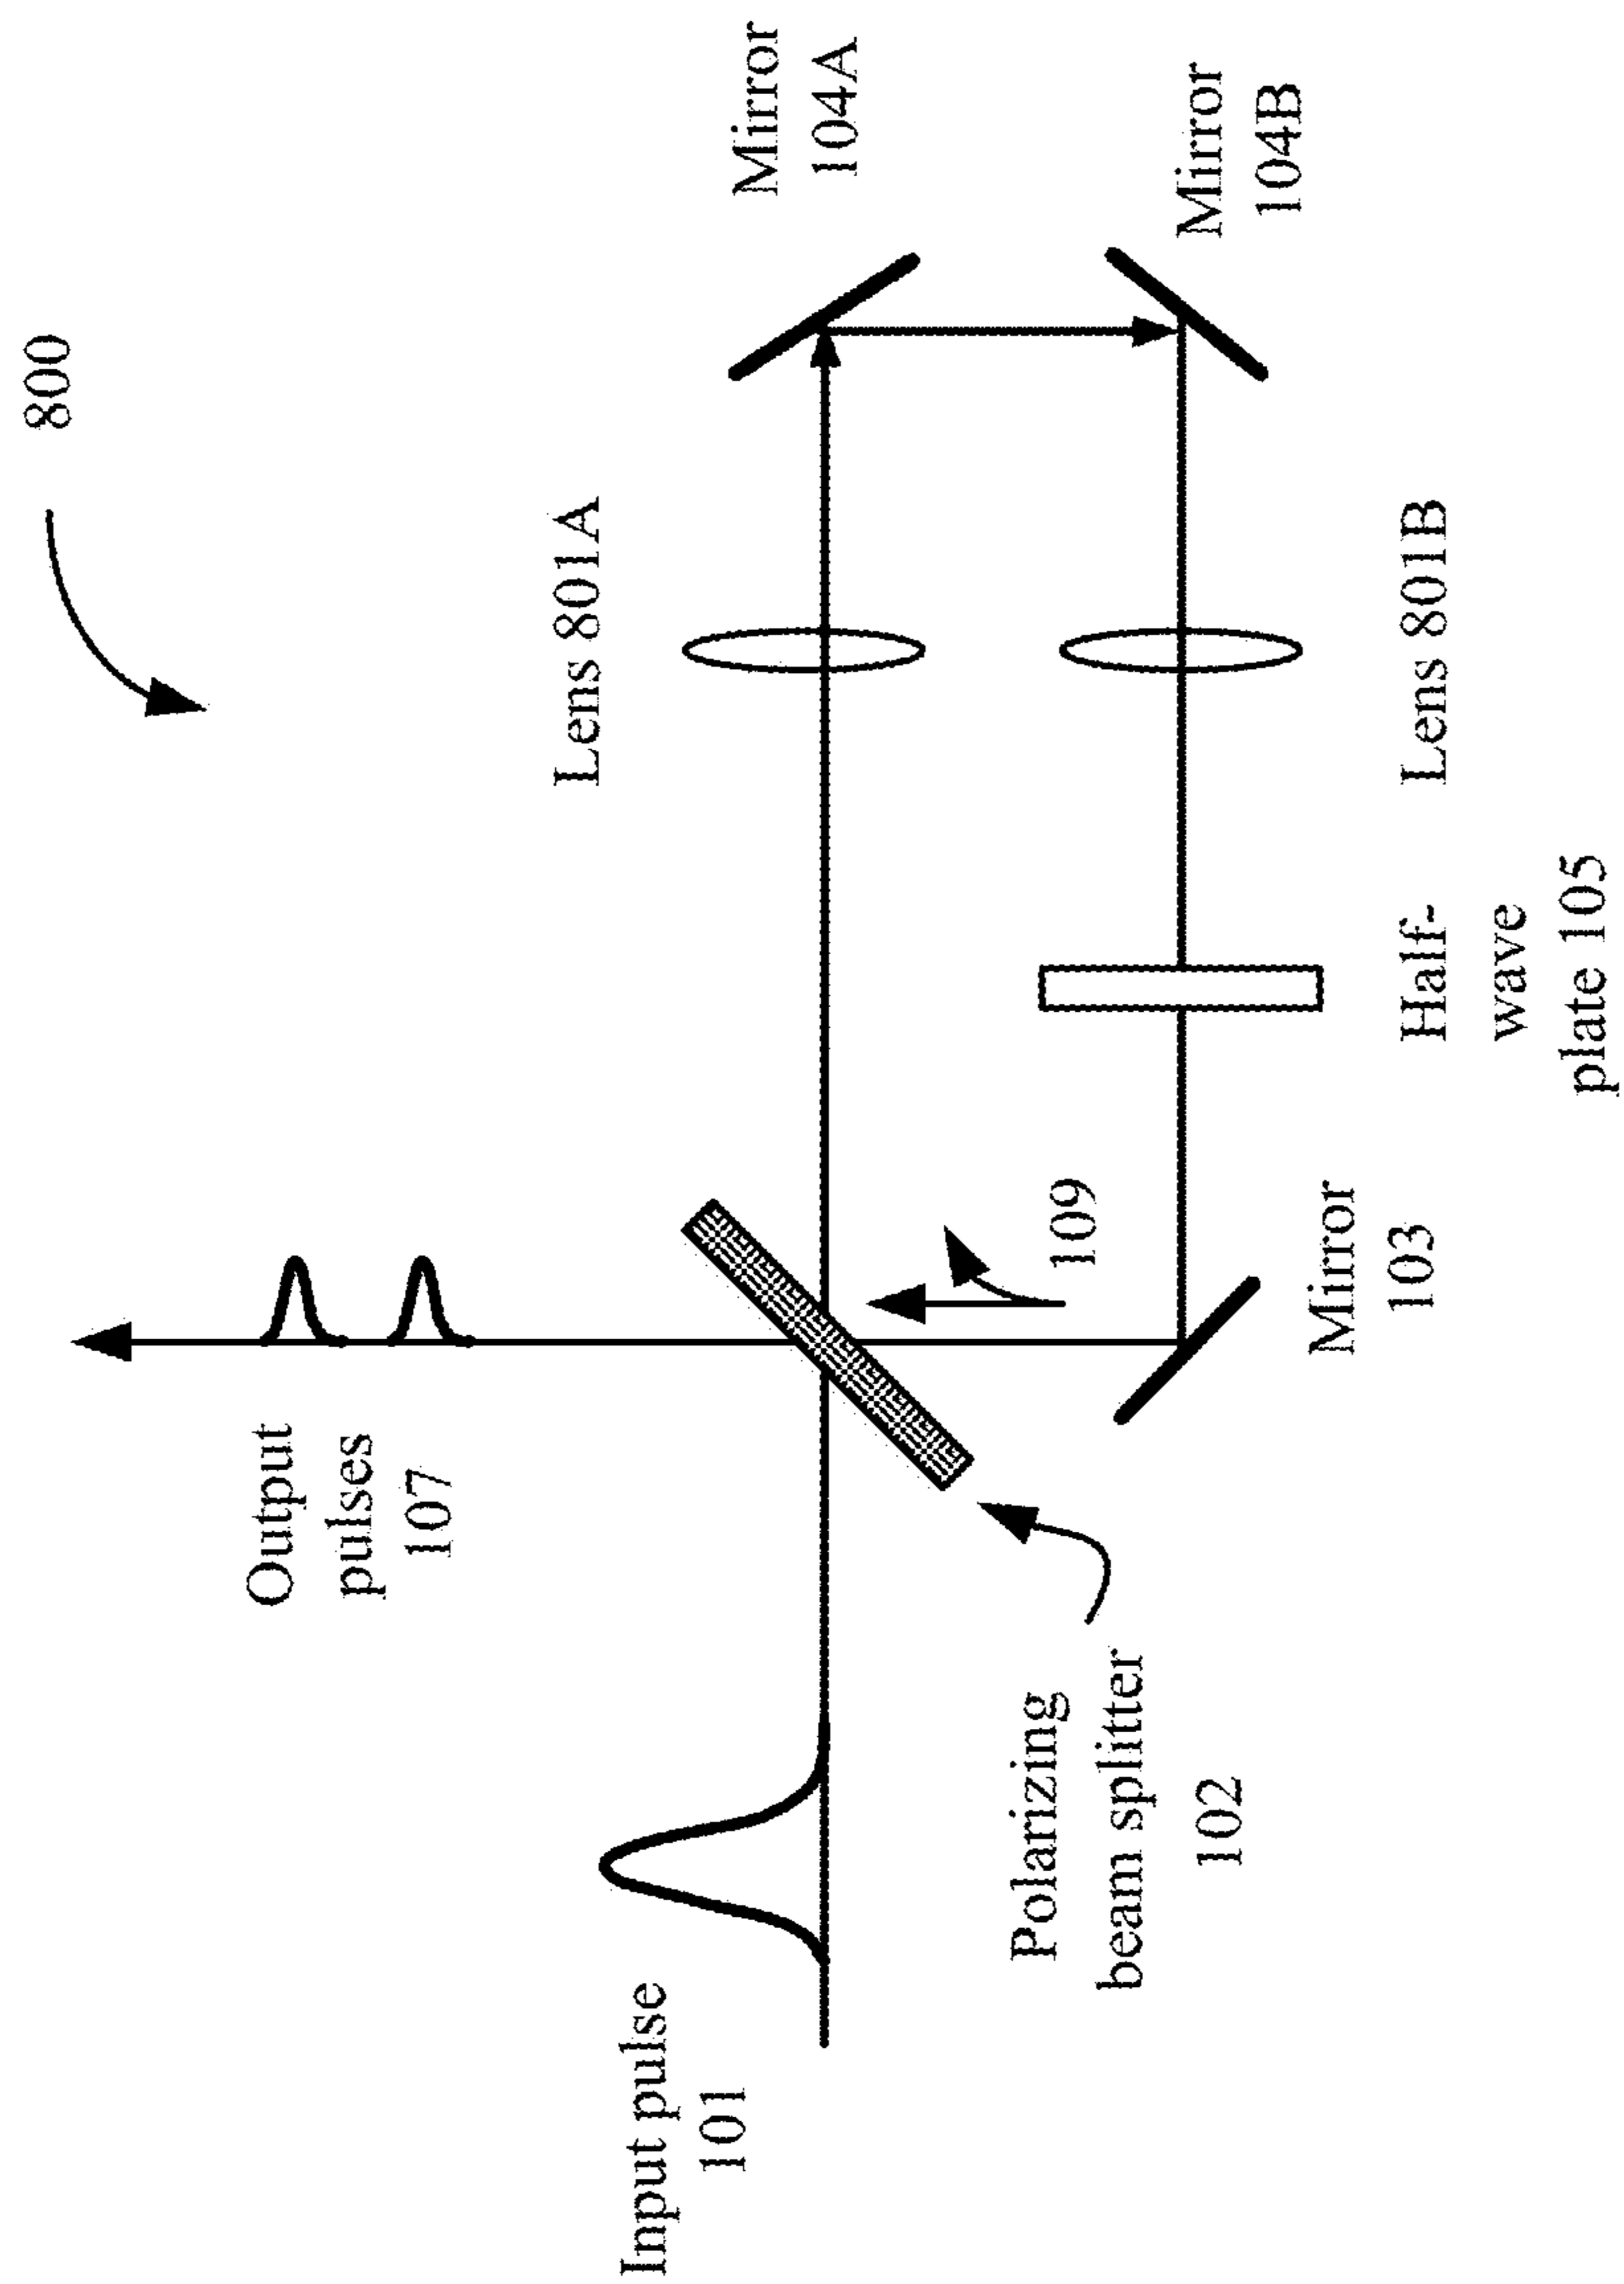 800
Mirror
104A
Lens 801A
Mirror
104B
Lens 801B
Half-
wave
plate 105
Output
pulses
107
109
Mirror
103
Input pulse
101
Polarizing
beam splitter
102